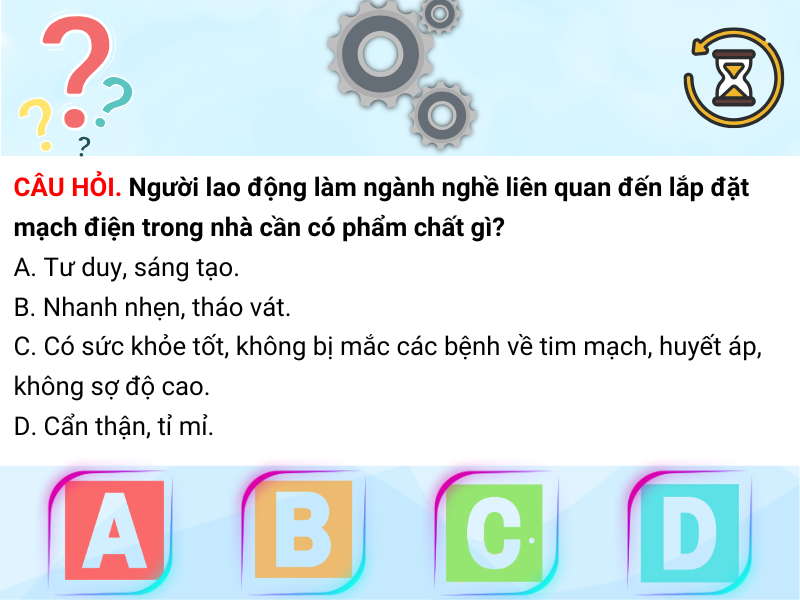 CÂU HỎI. Người lao động làm ngành nghề liên quan đến lắp đặt
mạch điện trong nhà cần có phẩm chất gì?
A. Tư duy, sáng tạo.
B. Nhanh nhẹn, tháo vát.
C. Có sức khỏe tốt, không bị mắc các bệnh về tim mạch, huyết áp,
không sợ độ cao.
D. Cẩn thận, tỉ mỉ.
A B C D